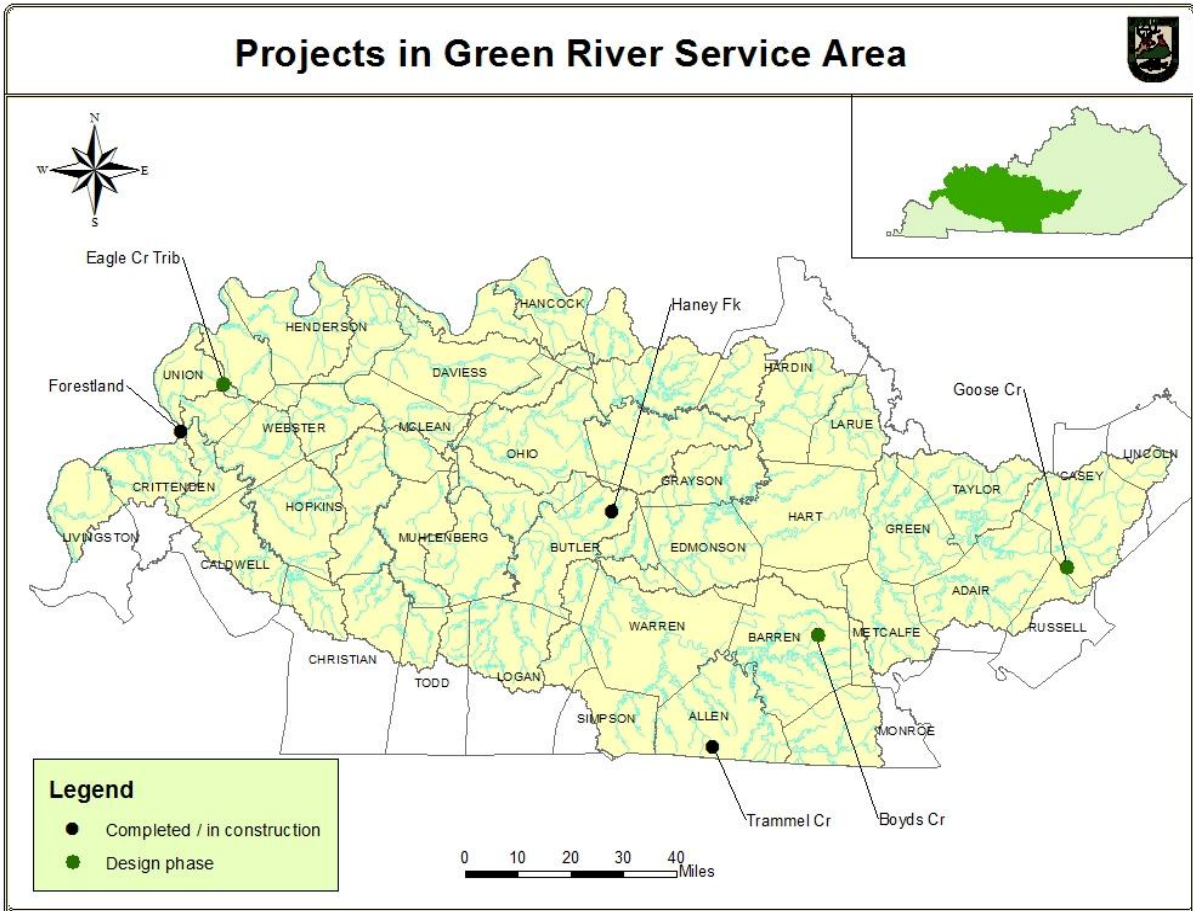 Projects in Green River Service Area
N
W
E
S
Eagle Cr Trib
Haney Fk
Forestland
Goose Cr
HANCOCK
HENDERSON
UNION
DAVIESS
HARDIN
WEBSTER
MCLEAN
LARUE
OHIO
LINCOLN
CASEY
CRITTENDEN
GRAYSON
TAYLOR
HOPKINS
HART
GREEN
LIVINGSTON
MUHLENBERG
BUTLER
EDMONSON
CALDWELL
ADAIR
WARREN
BARREN
METCALFE
RUSSELL
CHRISTIAN
TODD
LOGAN
SIMPSON
ALLEN
MONROE
Trammel Cr
Boyds Cr
Legend
Completed / in construction
Design phase
0 10 20 30 40
Miles